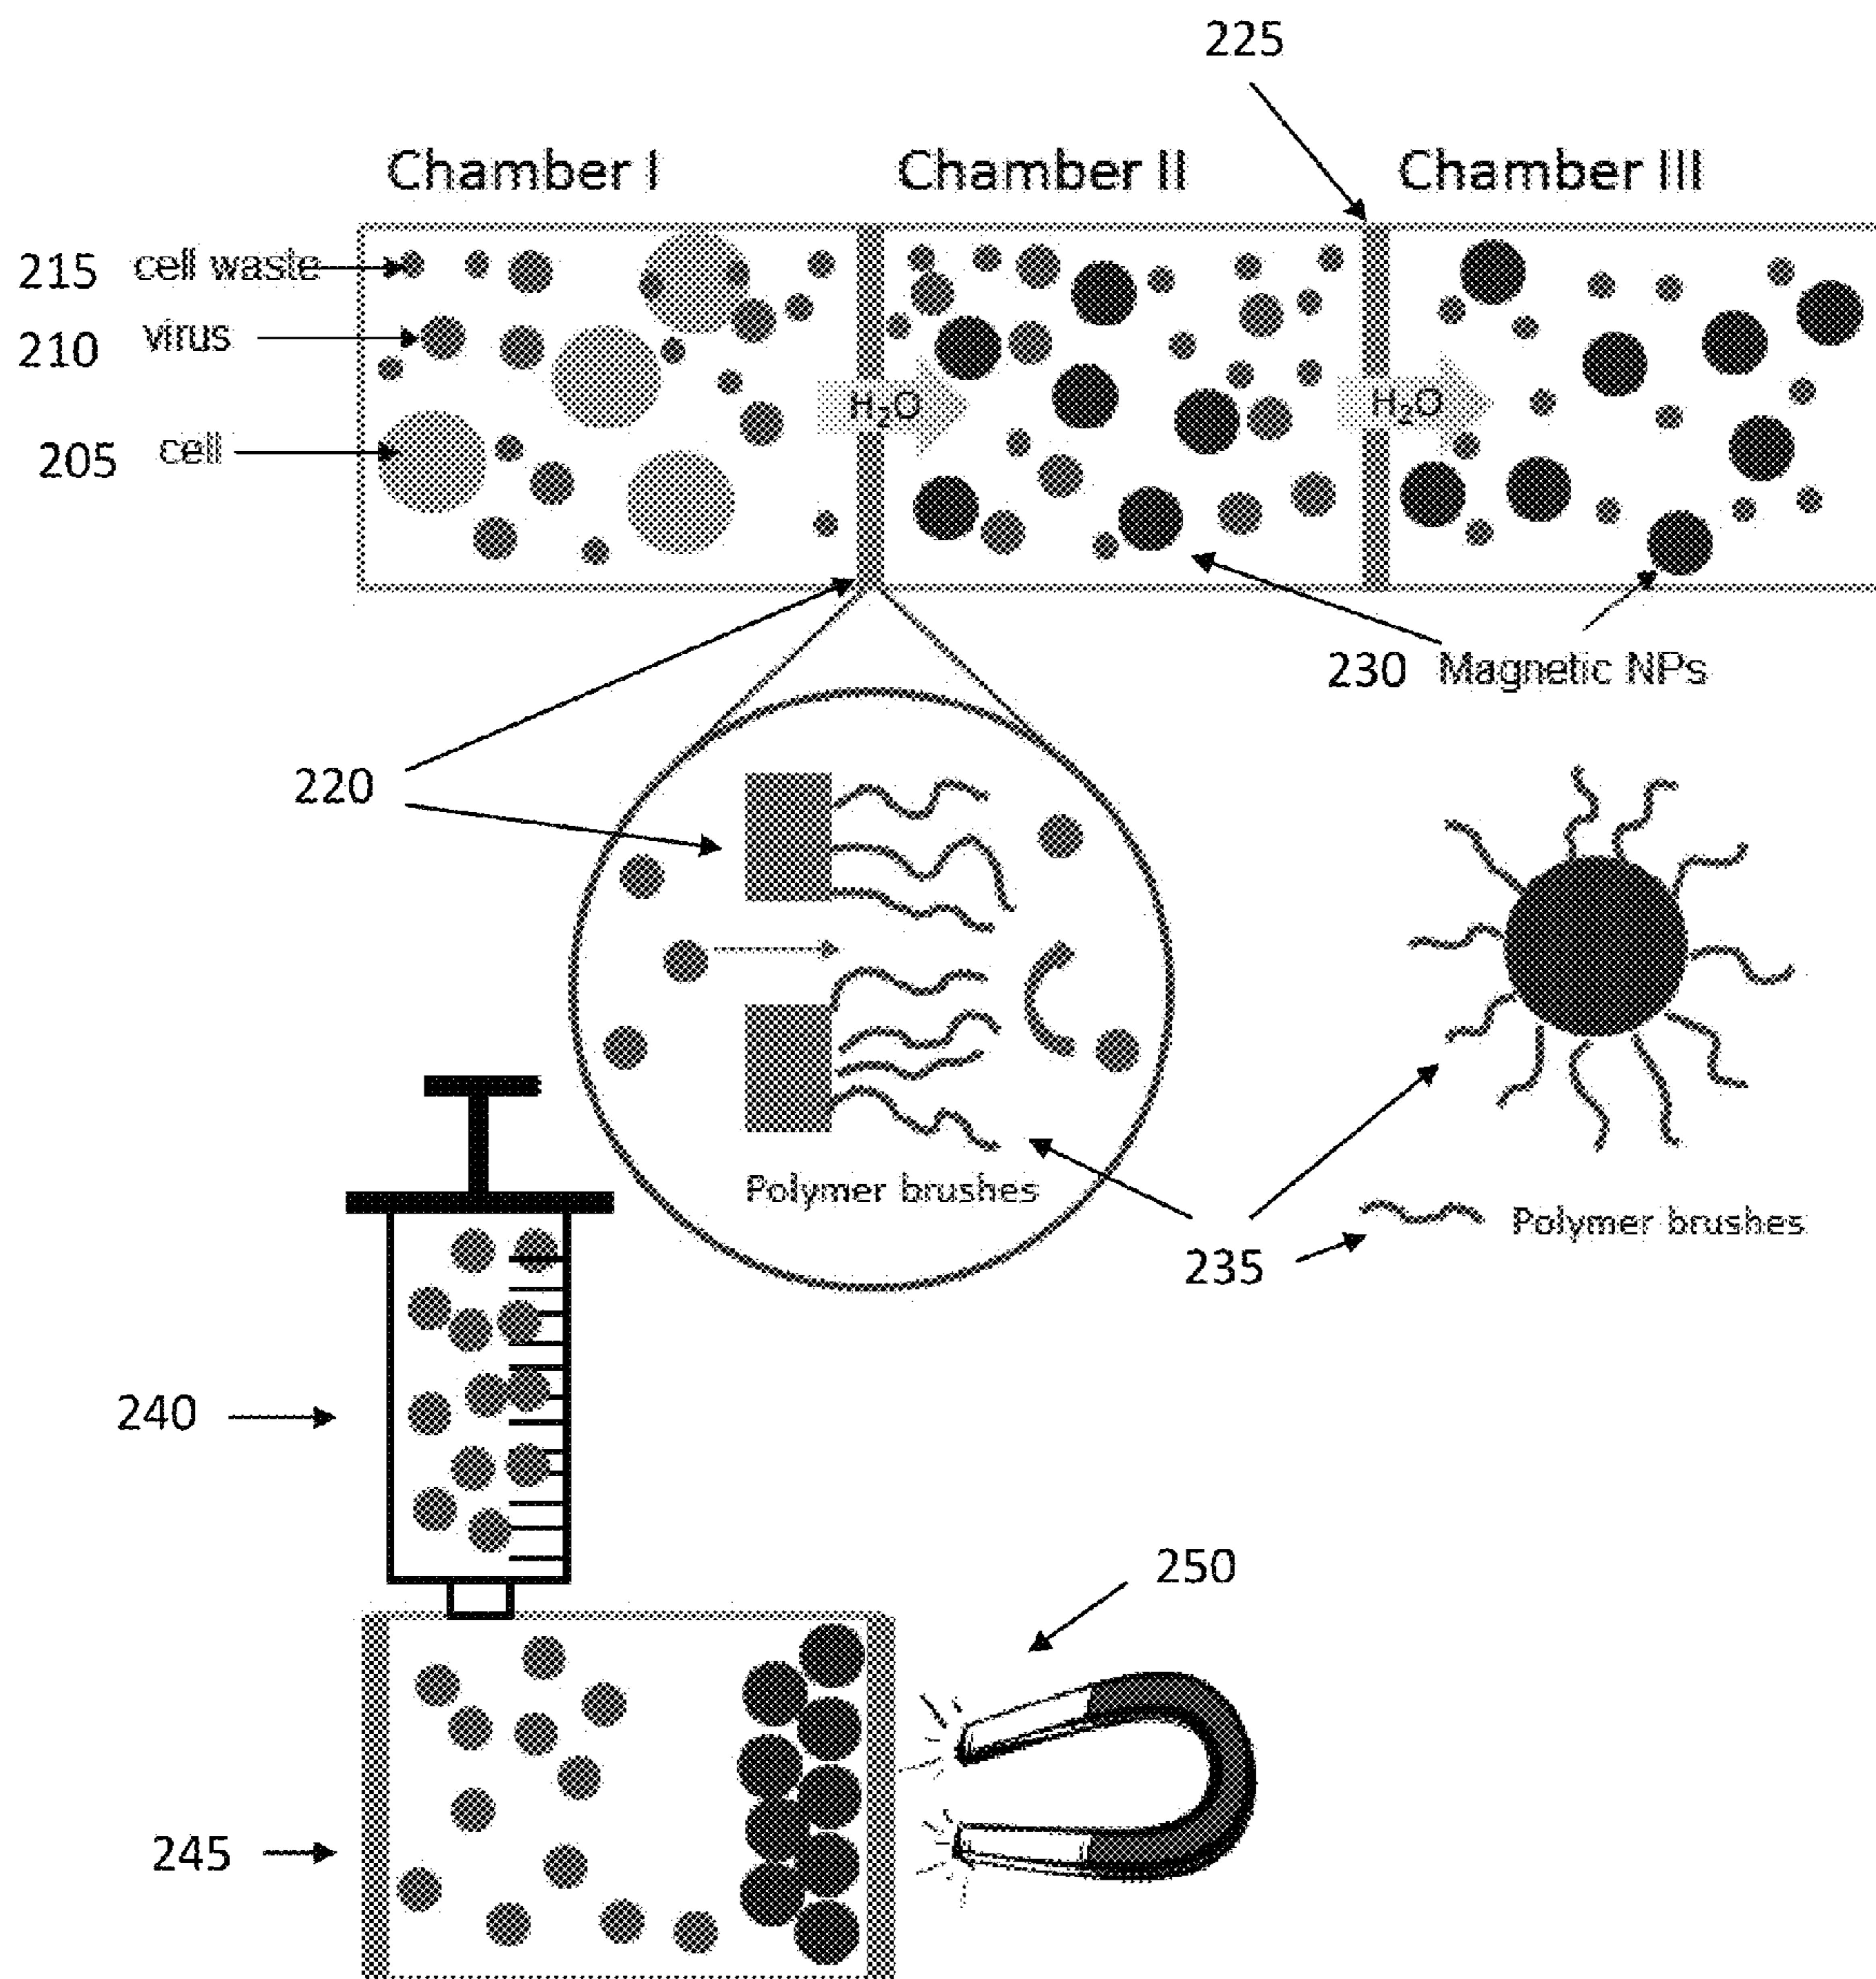 225
Chamber I Chamber II Chamber III
215 cell waste
210 virus
H₂O H₂O
205 cell
230 Magnetic NPs
220
Polymer brushes
235 Polymer brushes
240
250
245